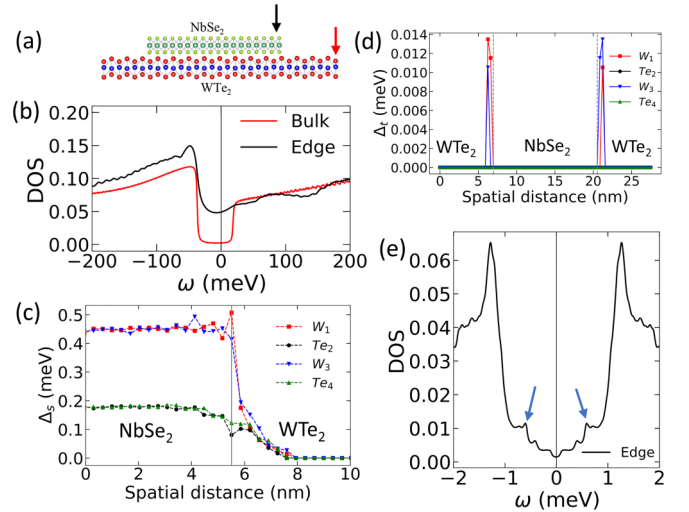 (a)
NbSe2
WTe2
(b)
DOS
0.20
0.15
0.10
0.05
0.00
Bulk
Edge
−200
−100
0
100
200
ω (meV)
(c)
Δs (meV)
0.5
0.4
0.3
0.2
0.1
0.0
W1
Te2
W3
Te4
NbSe2
WTe2
0
2
4
6
8
10
Spatial distance (nm)
(d)
Δt (meV)
0.014
0.012
0.010
0.008
0.006
0.004
0.002
0.000
W1
Te2
W3
Te4
WTe2
NbSe2
WTe2
0
5
10
15
20
25
Spatial distance (nm)
(e)
DOS
0.06
0.05
0.04
0.03
0.02
0.01
0.00
Edge
−2
−1
0
1
2
ω (meV)